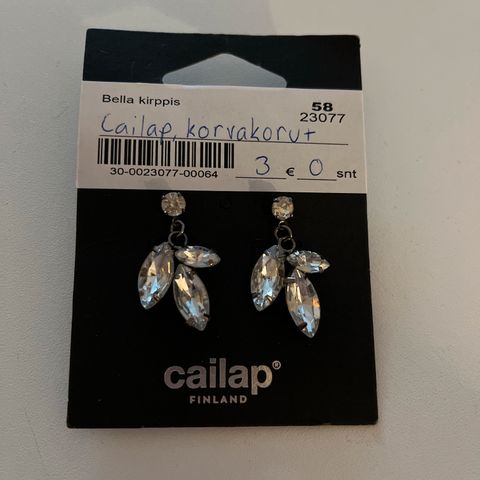 Bella kirppis 58
23077
Cailap, korvakorut
30-0023077-00064 3 € 0 snt
cailap®
FINLAND